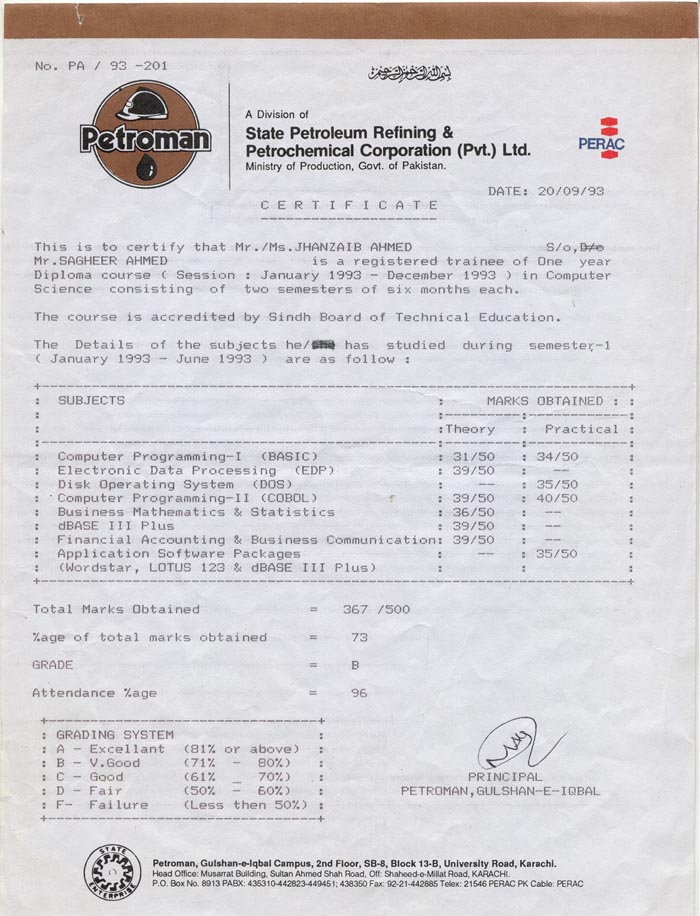 No. PA / 93 -201
بسم الله الرحمن الرحيم
Petroman
A Division of
State Petroleum Refining &
Petrochemical Corporation (Pvt.) Ltd.
Ministry of Production, Govt. of Pakistan.
PERAC
DATE: 20/09/93
C E R T I F I C A T E
This is to certify that Mr./Ms.JHANZAIB AHMED S/o,D/o
Mr.SAGHEER AHMED is a registered trainee of One year
Diploma course ( Session : January 1993 - December 1993 ) in Computer
Science consisting of two semesters of six months each.
The course is accredited by Sindh Board of Technical Education.
The Details of the subjects he/ has studied during semester-1
( January 1993 - June 1993 ) are as follow :
SUBJECTS : MARKS OBTAINED :
:Theory : Practical :
: Computer Programming-I (BASIC) : 31/50 : 34/50 :
: Electronic Data Processing (EDP) : 39/50 : -- :
: Disk Operating System (DOS) : -- : 35/50 :
: Computer Programming-II (COBOL) : 39/50 : 40/50 :
: Business Mathematics & Statistics : 36/50 : -- :
: dBASE III Plus : 39/50 : -- :
: Financial Accounting & Business Communication: 39/50 : -- :
: Application Software Packages : -- : 35/50 :
: (Wordstar, LOTUS 123 & dBASE III Plus) : : :
Total Marks Obtained = 367 /500
%age of total marks obtained = 73
GRADE = B
Attendance %age = 96
: GRADING SYSTEM :
: A - Excellant (81% or above) :
: B - V.Good (71% - 80%) :
: C - Good (61% _ 70%) :
: D - Fair (50% - 60%) :
: F- Failure (Less then 50%) :
PRINCIPAL
PETROMAN,GULSHAN-E-IQBAL
STATE ENTERPRISE
Petroman, Gulshan-e-Iqbal Campus, 2nd Floor, SB-8, Block 13-B, University Road, Karachi.
Head Office: Musarrat Building, Sultan Ahmed Shah Road, Off: Shaheed-e-Millat Road, KARACHI.
P.O. Box No. 8913 PABX: 435310-442823-449451; 438350 Fax: 92-21-442885 Telex: 21546 PERAC PK Cable: PERAC